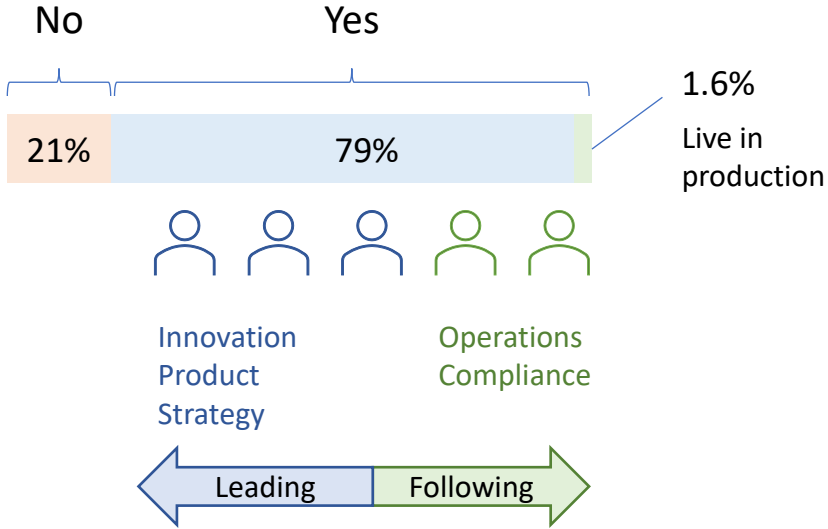 No
Yes
21%
79%
1.6%
Live in
production
Innovation
Product
Strategy
Operations
Compliance
Leading
Following